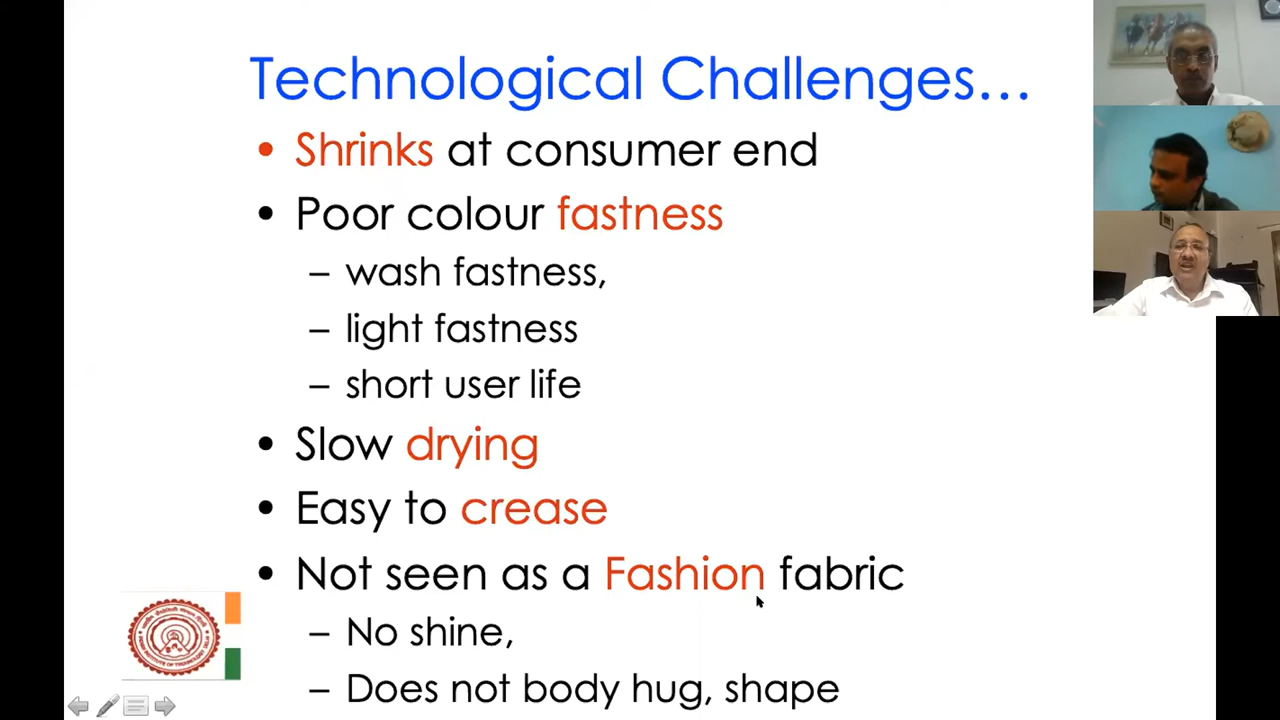 Technological Challenges...
• Shrinks at consumer end
• Poor colour fastness
– wash fastness,
– light fastness
– short user life
• Slow drying
• Easy to crease
• Not seen as a Fashion fabric
– No shine,
– Does not body hug, shape